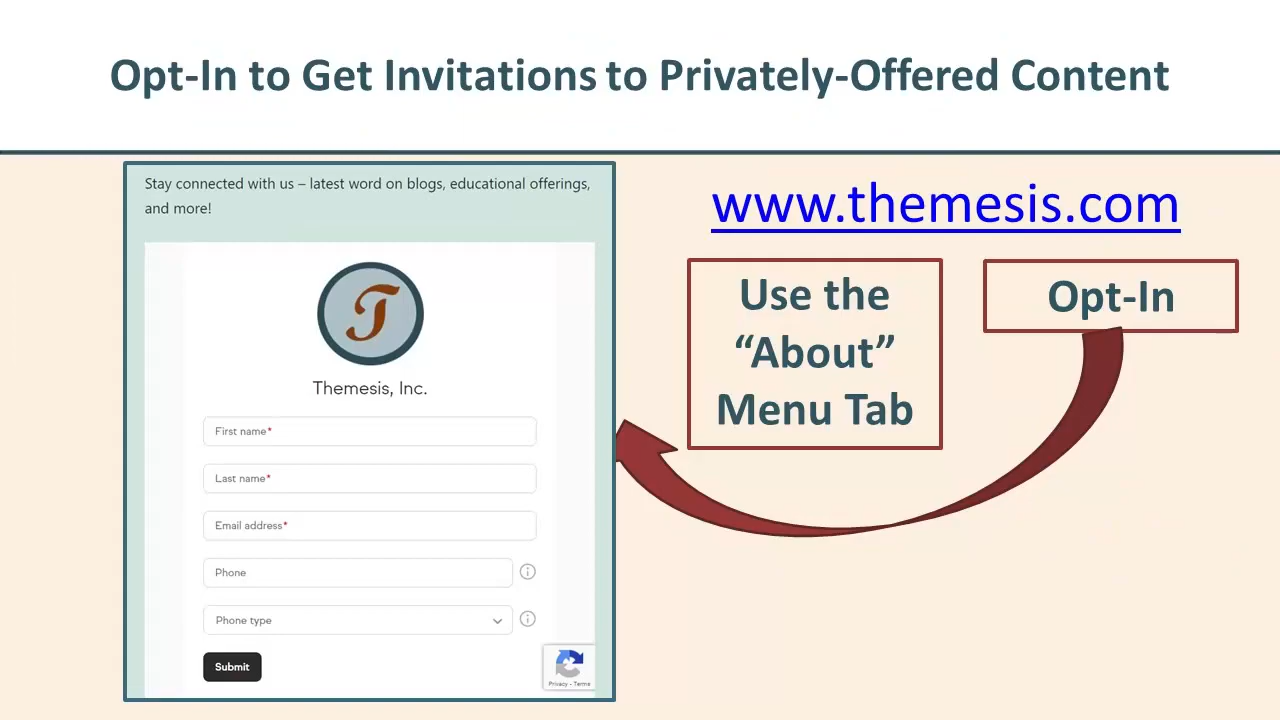 Opt-In to Get Invitations to Privately-Offered Content
Stay connected with us – latest word on blogs, educational offerings,
and more!
T
Themesis, Inc.
First name*
Last name*
Email address*
Phone
Phone type
Submit
Privacy - Terms
www.themesis.com
Use the
“About”
Menu Tab
Opt-In